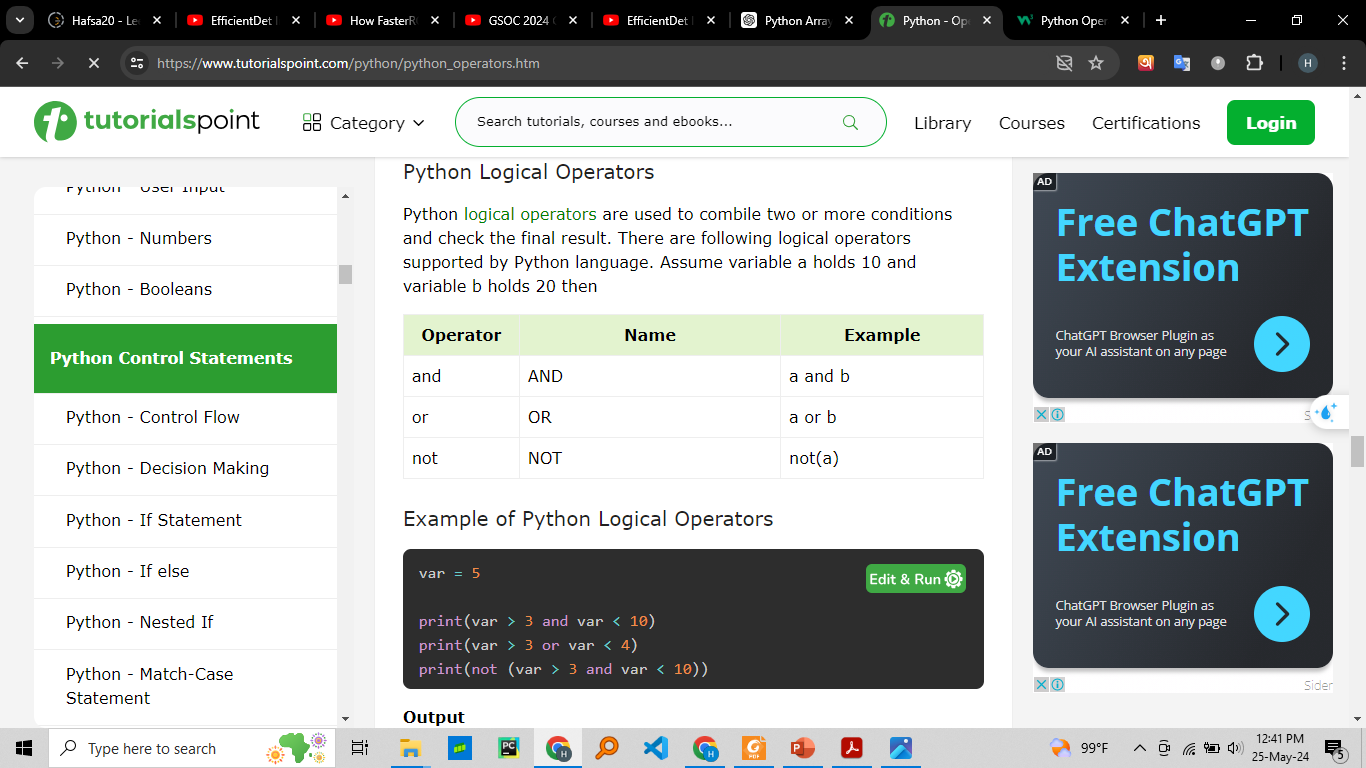 Hafsa20 - Lee
EfficientDet
How FasterR
GSOC 2024
EfficientDet
Python Array
Python - Ope
Python Oper
https://www.tutorialspoint.com/python/python_operators.htm
H
tutorialspoint
Category
Search tutorials, courses and ebooks...
Library
Courses
Certifications
Login
Python - User Input
Python - Numbers
Python - Booleans
Python Control Statements
Python - Control Flow
Python - Decision Making
Python - If Statement
Python - If else
Python - Nested If
Python - Match-Case
Statement
Python Logical Operators
Python logical operators are used to combile two or more conditions
and check the final result. There are following logical operators
supported by Python language. Assume variable a holds 10 and
variable b holds 20 then
Operator Name Example
and AND a and b
or OR a or b
not NOT not(a)
Example of Python Logical Operators
var = 5
Edit & Run
print(var > 3 and var < 10)
print(var > 3 or var < 4)
print(not (var > 3 and var < 10))
Output
AD
Free ChatGPT
Extension
ChatGPT Browser Plugin as
your AI assistant on any page
AD
Free ChatGPT
Extension
ChatGPT Browser Plugin as
your AI assistant on any page
Sider
Type here to search
99°F
12:41 PM
25-May-24
5